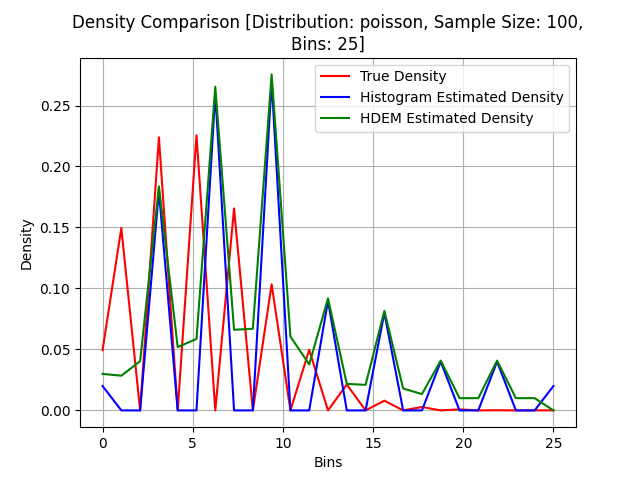 Density Comparison [Distribution: poisson, Sample Size: 100,
Bins: 25]
True Density
Histogram Estimated Density
HDEM Estimated Density
Density
0.25
0.20
0.15
0.10
0.05
0.00
0 5 10 15 20 25
Bins